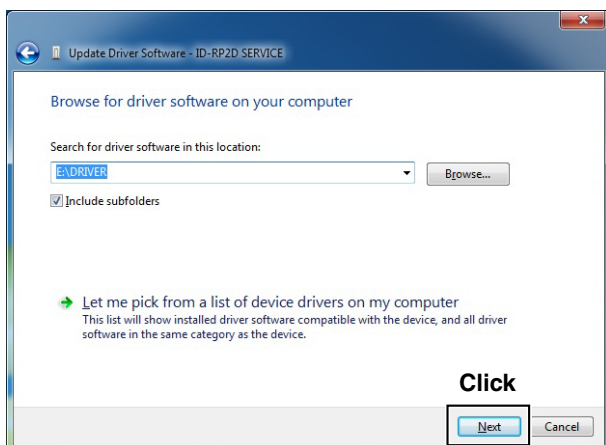 Update Driver Software - ID-RP2D SERVICE
Browse for driver software on your computer
Search for driver software in this location:
E:\DRIVER
Browse...
Include subfolders
Let me pick from a list of device drivers on my computer
This list will show installed driver software compatible with the device, and all driver
software in the same category as the device.
Click
Next
Cancel